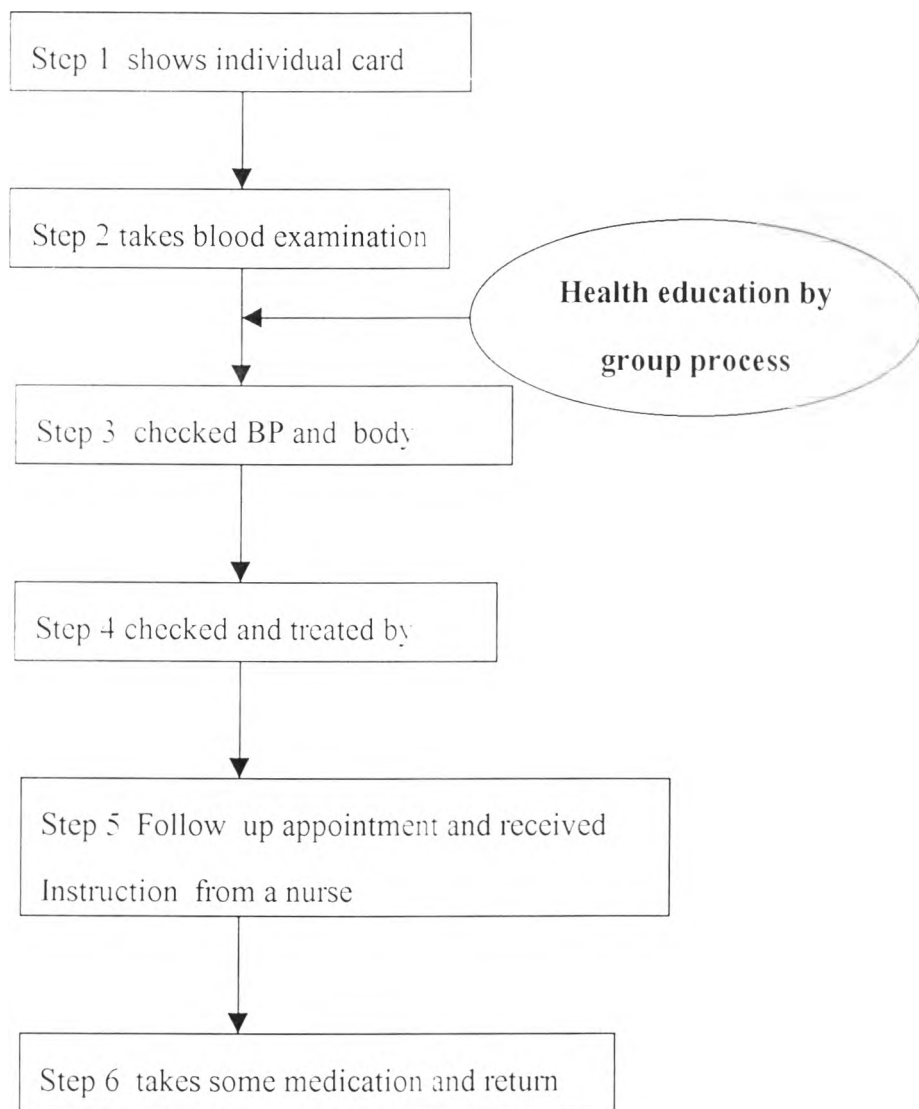 Step 1 shows individual card
Step 2 takes blood examination
Health education by
group process
Step 3 checked BP and body
Step 4 checked and treated by
Step 5 Follow up appointment and received
Instruction from a nurse
Step 6 takes some medication and return